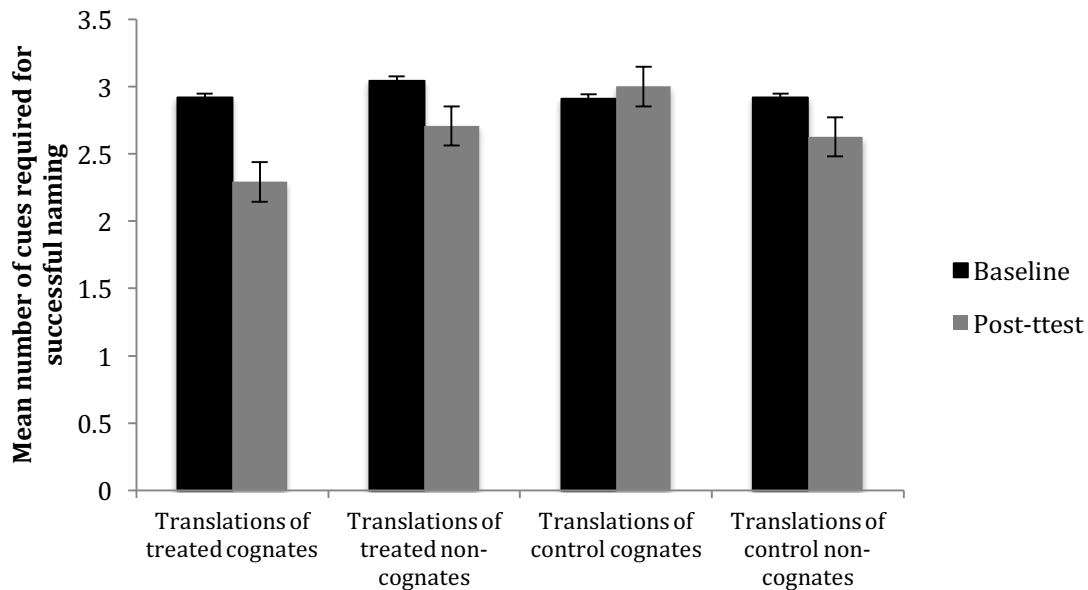 Mean number of cues required for
successful naming
3.5
3
2.5
2
1.5
1
0.5
0
Translations of
treated cognates
Translations of
treated non-
cognates
Translations of
control cognates
Translations of
control non-
cognates
Baseline
Post-ttest